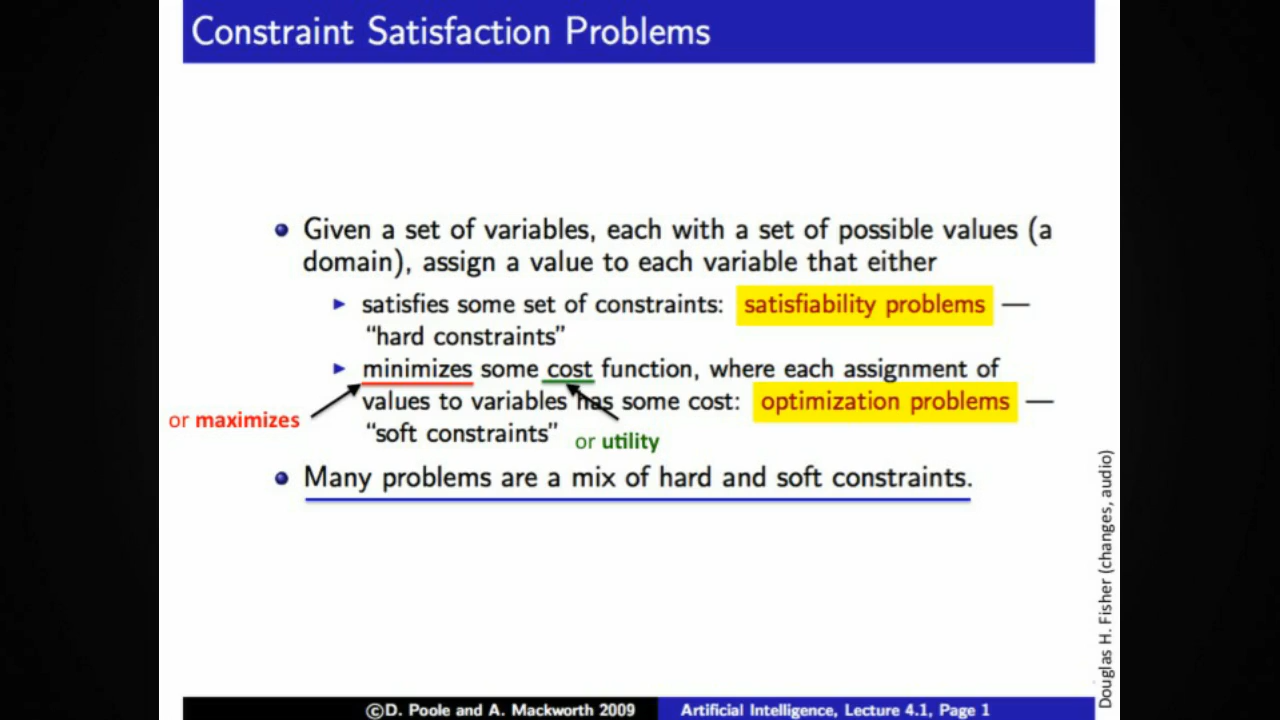 Constraint Satisfaction Problems
Given a set of variables, each with a set of possible values (a
domain), assign a value to each variable that either
satisfies some set of constraints: satisfiability problems —
“hard constraints”
minimizes some cost function, where each assignment of
values to variables has some cost: optimization problems —
or maximizes
“soft constraints”
or utility
Many problems are a mix of hard and soft constraints.
Douglas H. Fisher (changes, audio)
©D. Poole and A. Mackworth 2009
Artificial Intelligence, Lecture 4.1, Page 1